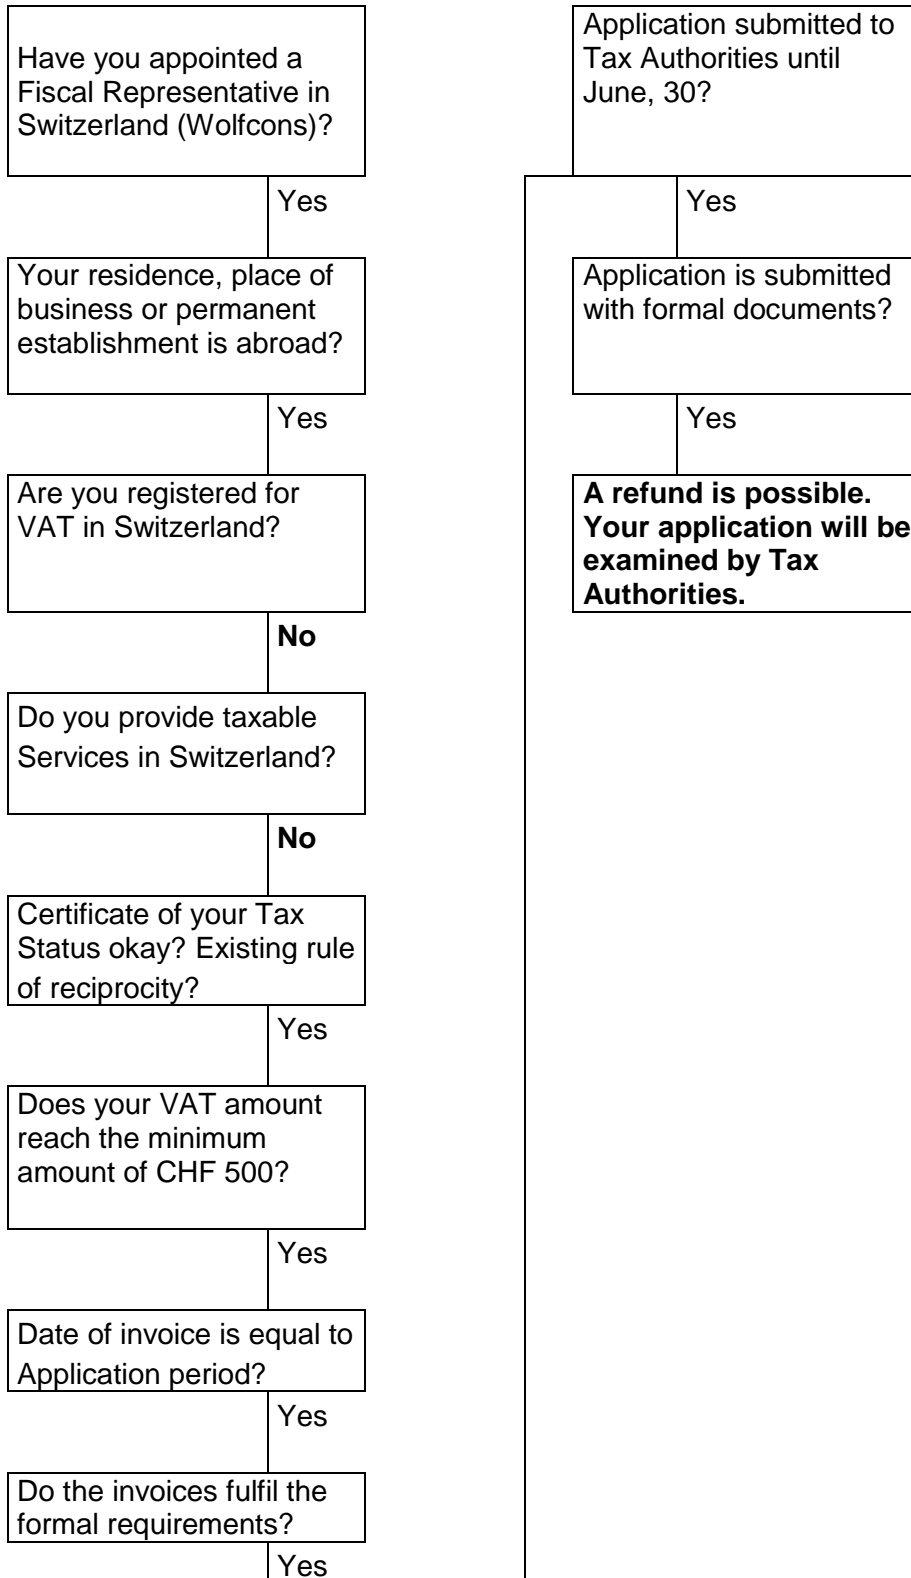 Have you appointed a
Fiscal Representative in
Switzerland (Wolfcons)?
Yes
Your residence, place of
business or permanent
establishment is abroad?
Yes
Are you registered for
VAT in Switzerland?
No
Do you provide taxable
Services in Switzerland?
No
Certificate of your Tax
Status okay? Existing rule
of reciprocity?
Yes
Does your VAT amount
reach the minimum
amount of CHF 500?
Yes
Date of invoice is equal to
Application period?
Yes
Do the invoices fulfil the
formal requirements?
Yes
Application submitted to
Tax Authorities until
June, 30?
Yes
Application is submitted
with formal documents?
Yes
A refund is possible.
Your application will be
examined by Tax
Authorities.